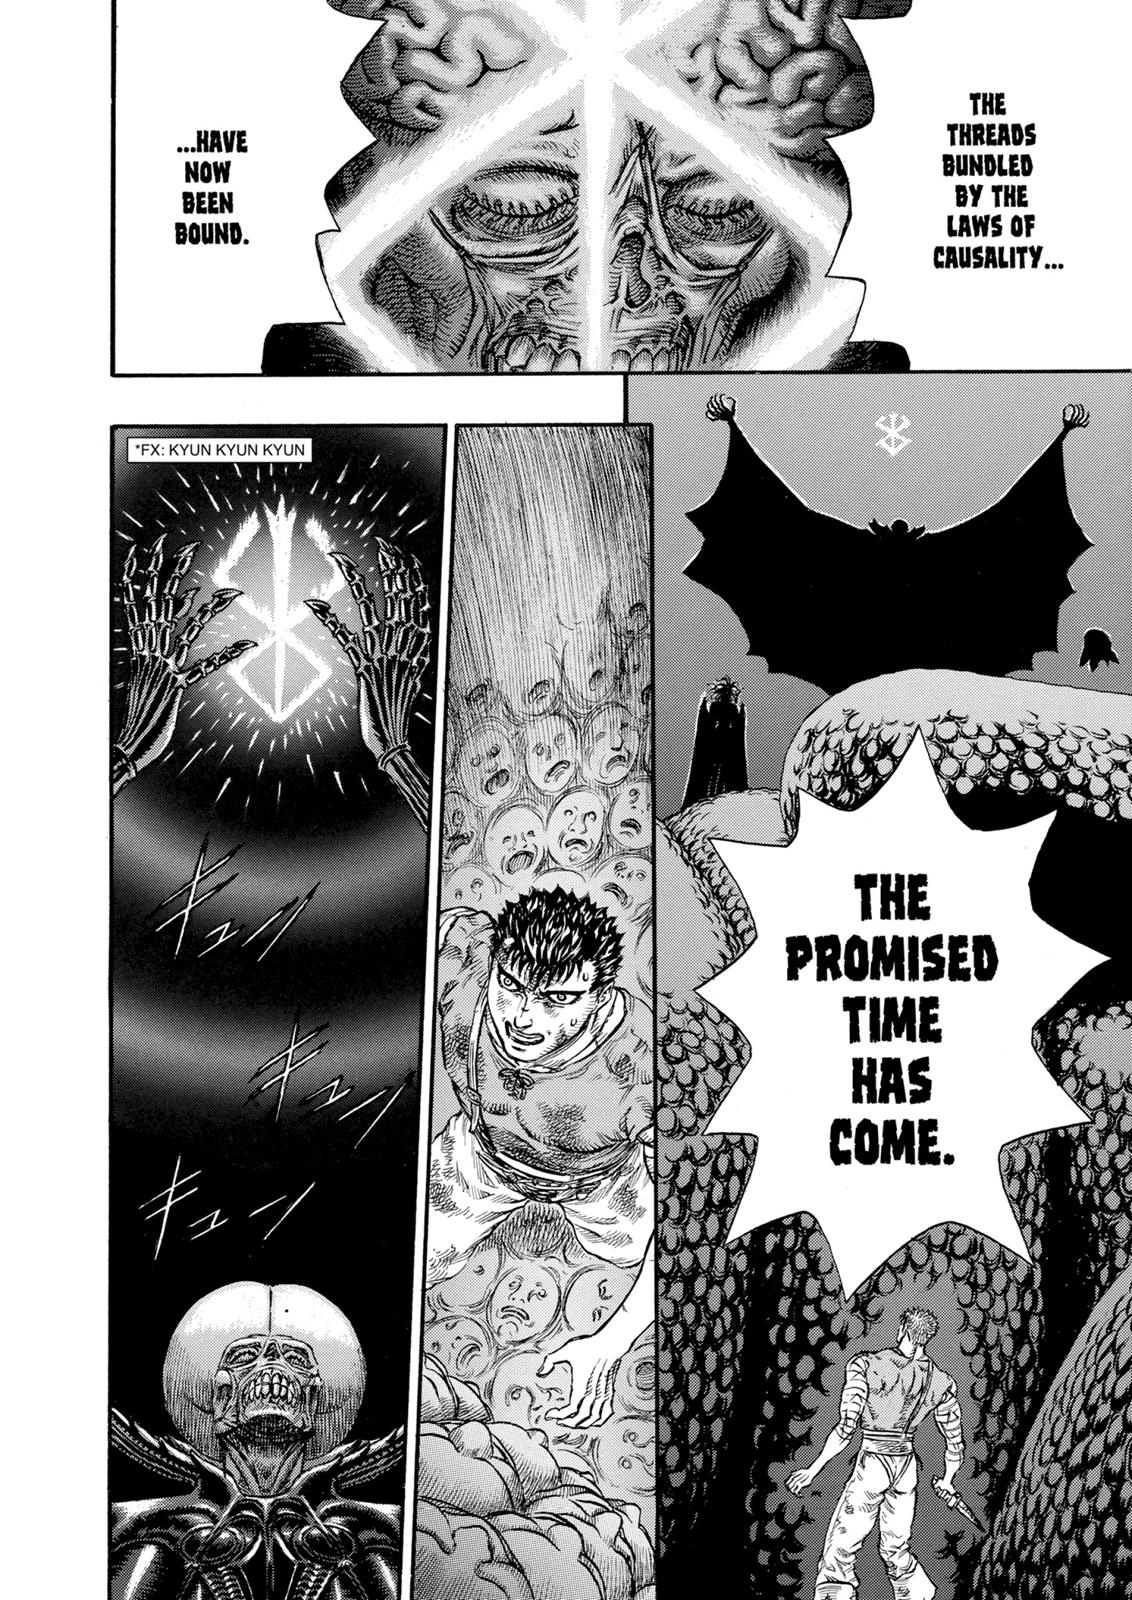 THE
THREADS
BUNDLED
BY THE
LAWS OF
CAUSALITY...
...HAVE
NOW
BEEN
BOUND.
THE
PROMISED
TIME
HAS
COME.
*FX: KYUN KYUN KYUN
キュン
キュン
キュン